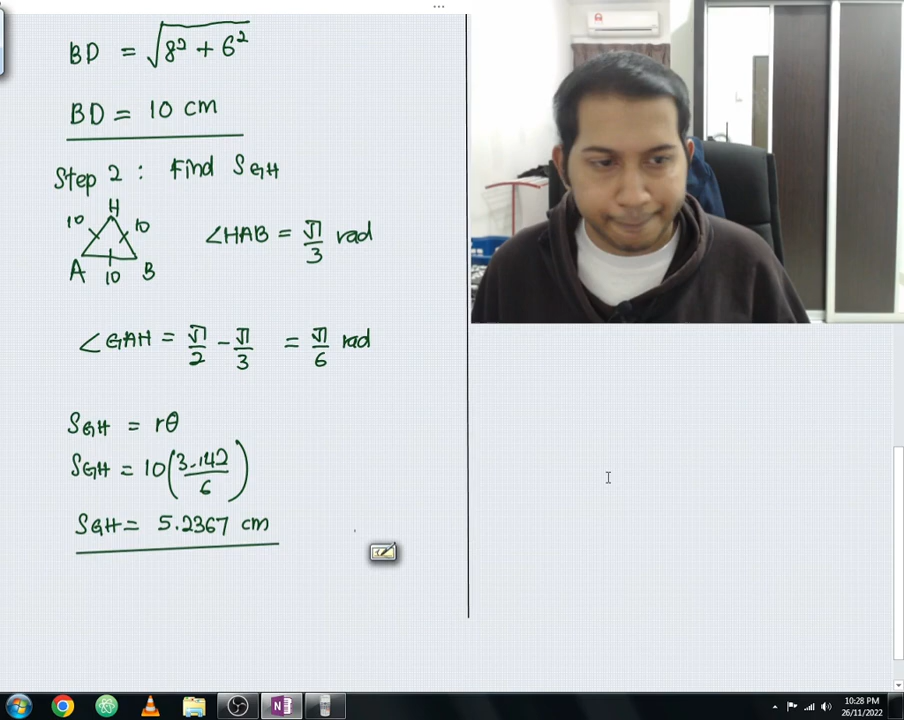 BD = √8² + 6²
BD = 10 cm
Step 2 : Find SGH
H
10 10
∠HAB = π/3 rad
A 10 B
∠GAH = π/2 - π/3 = π/6 rad
SGH = rθ
SGH = 10(3.142/6)
SGH = 5.2367 cm
10:28 PM
26/11/2022